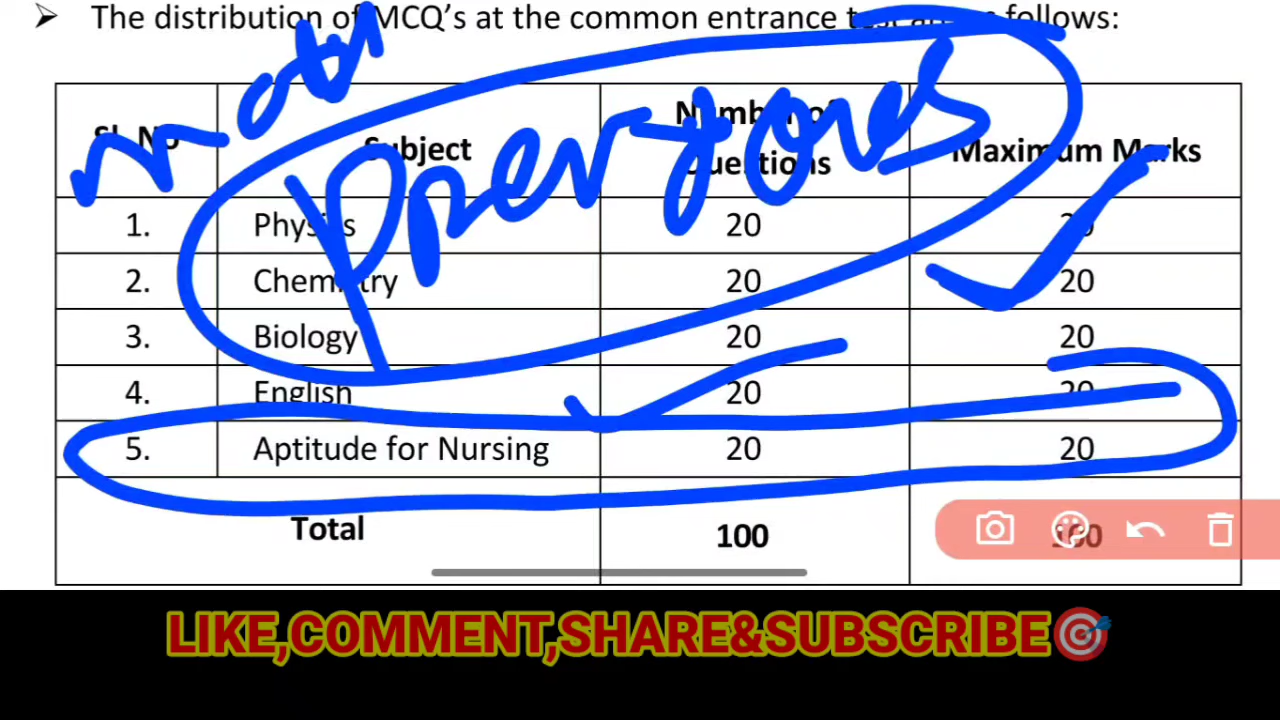 ➢ The distribution of MCQ's at the common entrance test are as follows:
Sl. No Subject Number of Questions Maximum Marks
1. Physics 20 20
2. Chemistry 20 20
3. Biology 20 20
4. English 20 20
5. Aptitude for Nursing 20 20
Total 100 100
LIKE,COMMENT,SHARE&SUBSCRIBE🎯